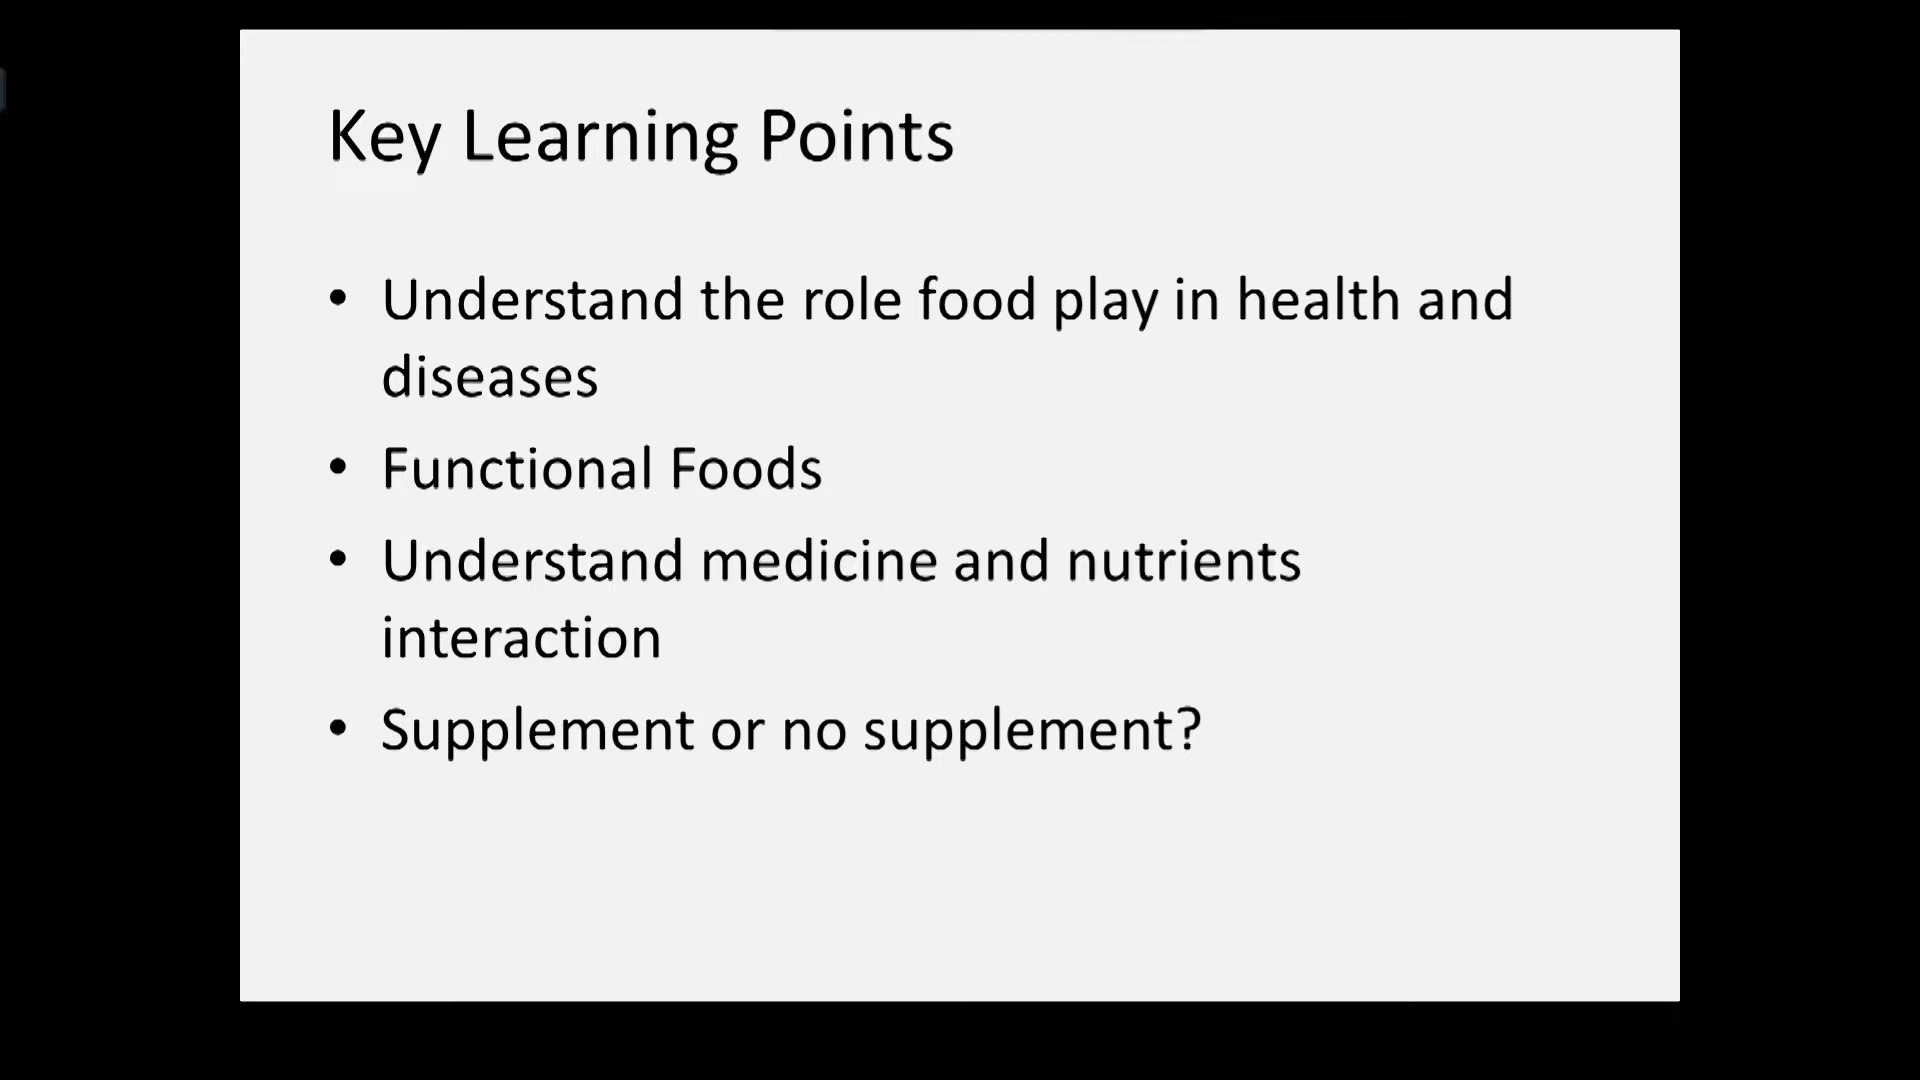 Key Learning Points
• Understand the role food play in health and
diseases
• Functional Foods
• Understand medicine and nutrients
interaction
• Supplement or no supplement?